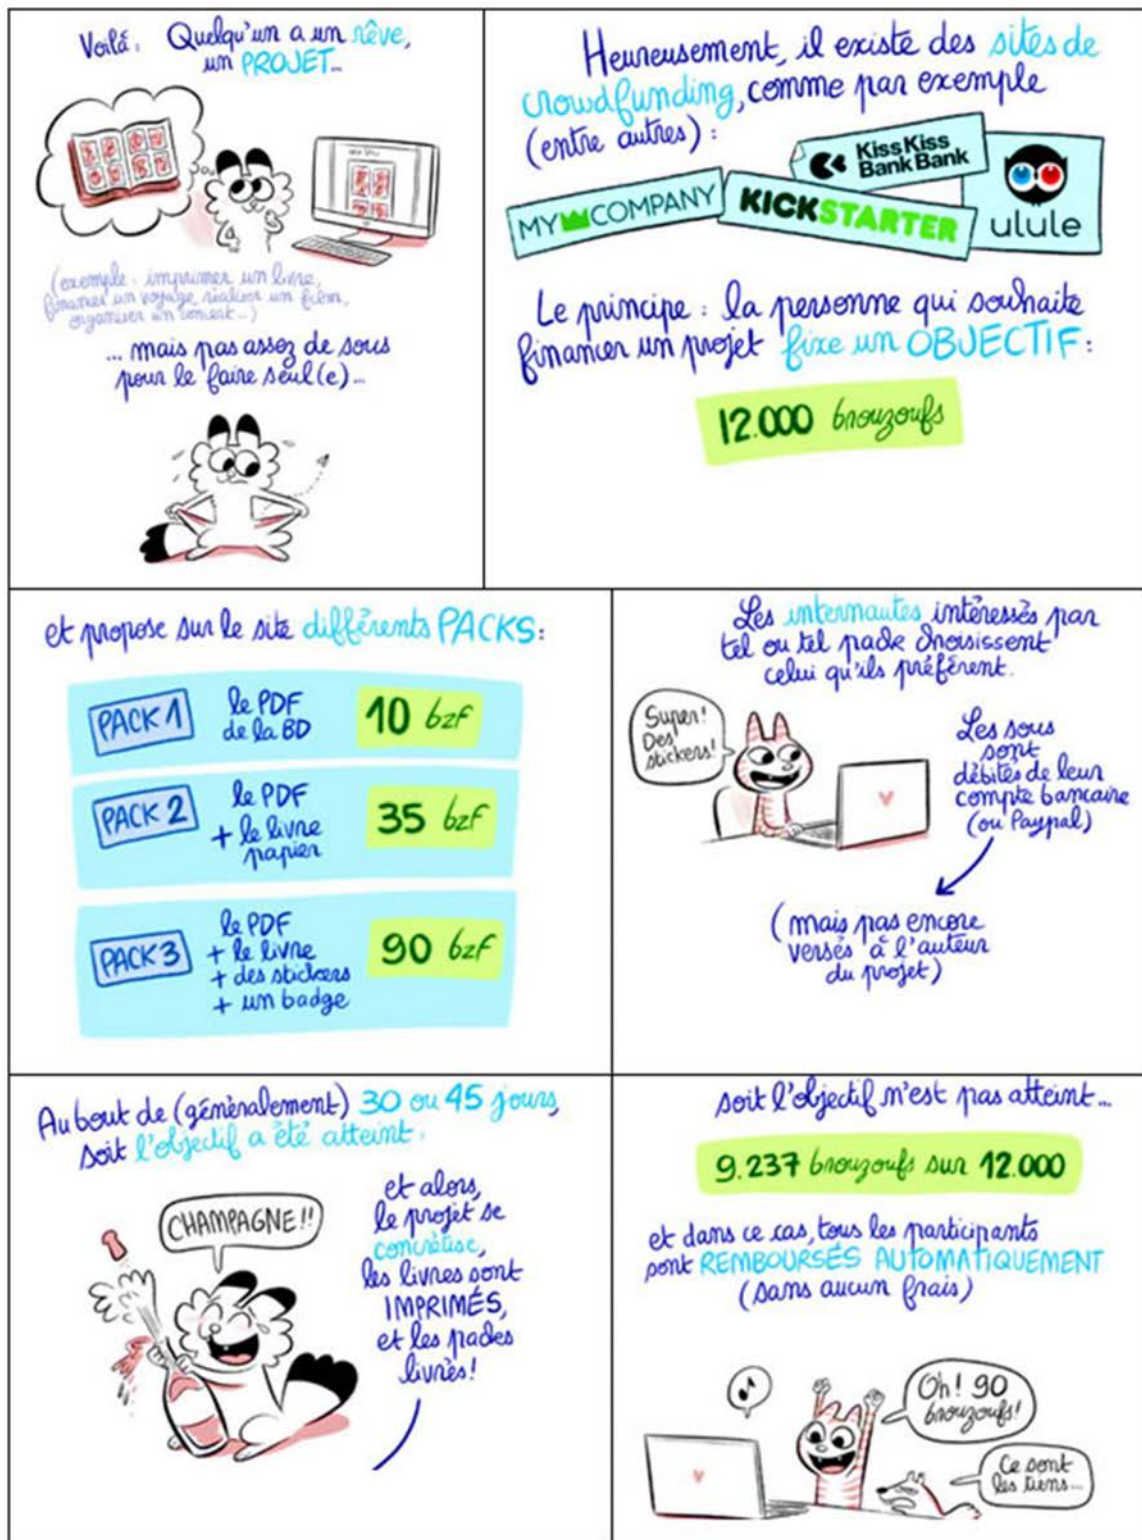 Voilà : Quelqu'un a un rêve,
un PROJET...
(exemple : imprimer un livre,
financer un voyage, réaliser un film,
organiser un concert...)
... mais pas assez de sous
pour le faire seul(e)...
Heureusement, il existe des sites de
crowdfunding, comme par exemple
(entre autres) :
KissKiss
BankBank
MY COMPANY
KICKSTARTER
ulule
Le principe : la personne qui souhaite
financer un projet fixe un OBJECTIF :
12.000 brouzoufs
et propose sur le site différents PACKS :
PACK 1
le PDF
de la BD
10 bzf
PACK 2
le PDF
+ le livre
papier
35 bzf
PACK 3
le PDF
+ le livre
+ des stickers
+ un badge
90 bzf
Les internautes intéressés par
tel ou tel pack choisissent
celui qu'ils préfèrent.
Super!
Des
stickers!
Les sous
sont
débités de leur
compte bancaire
(ou Paypal)
(mais pas encore
versés à l'auteur
du projet)
Au bout de (généralement) 30 ou 45 jours,
soit l'objectif a été atteint,
CHAMPAGNE!!
et alors,
le projet se
concrétise,
les livres sont
IMPRIMÉS,
et les packs
livrés!
soit l'objectif n'est pas atteint...
9.237 brouzoufs sur 12.000
et dans ce cas, tous les participants
sont REMBOURSÉS AUTOMATIQUEMENT
(sans aucun frais)
Oh! 90
brouzoufs!
Ce sont
les tiens...